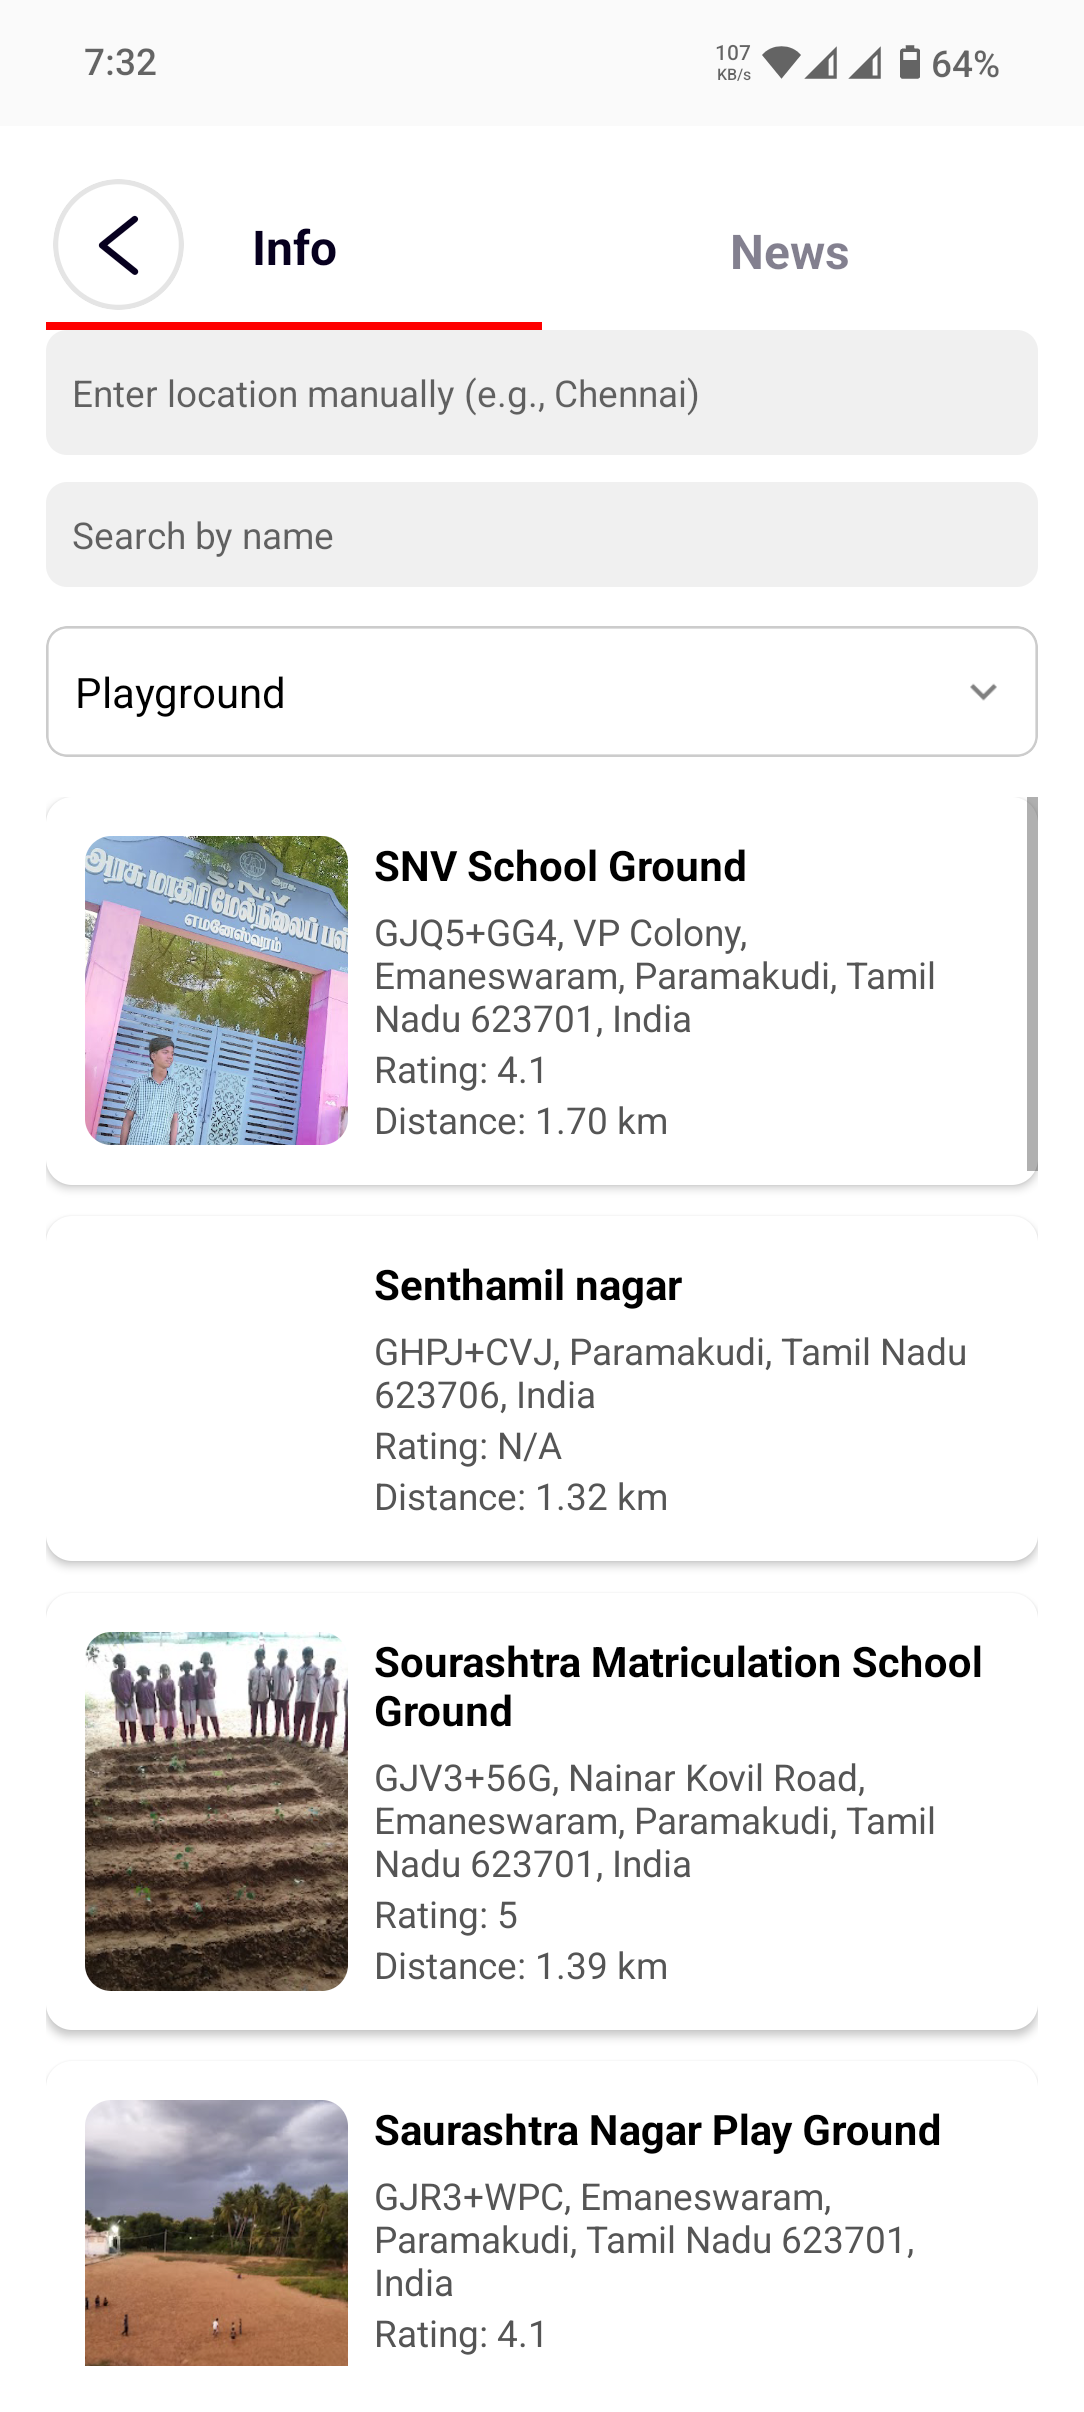 7:32
107
KB/s
64%
Info
News
Enter location manually (e.g., Chennai)
Search by name
Playground
அரசு மாதிரி மேல்நிலைப் பள்
S.N.V
எமனேஸ்வரம்
SNV School Ground
GJQ5+GG4, VP Colony,
Emaneswaram, Paramakudi, Tamil
Nadu 623701, India
Rating: 4.1
Distance: 1.70 km
Senthamil nagar
GHPJ+CVJ, Paramakudi, Tamil Nadu
623706, India
Rating: N/A
Distance: 1.32 km
Sourashtra Matriculation School
Ground
GJV3+56G, Nainar Kovil Road,
Emaneswaram, Paramakudi, Tamil
Nadu 623701, India
Rating: 5
Distance: 1.39 km
Saurashtra Nagar Play Ground
GJR3+WPC, Emaneswaram,
Paramakudi, Tamil Nadu 623701,
India
Rating: 4.1